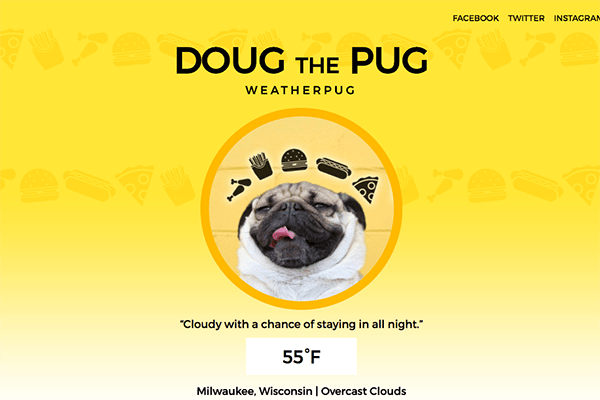 FACEBOOK TWITTER INSTAGRAM
DOUG THE PUG
WEATHERPUG
“Cloudy with a chance of staying in all night.”
55°F
Milwaukee, Wisconsin | Overcast Clouds